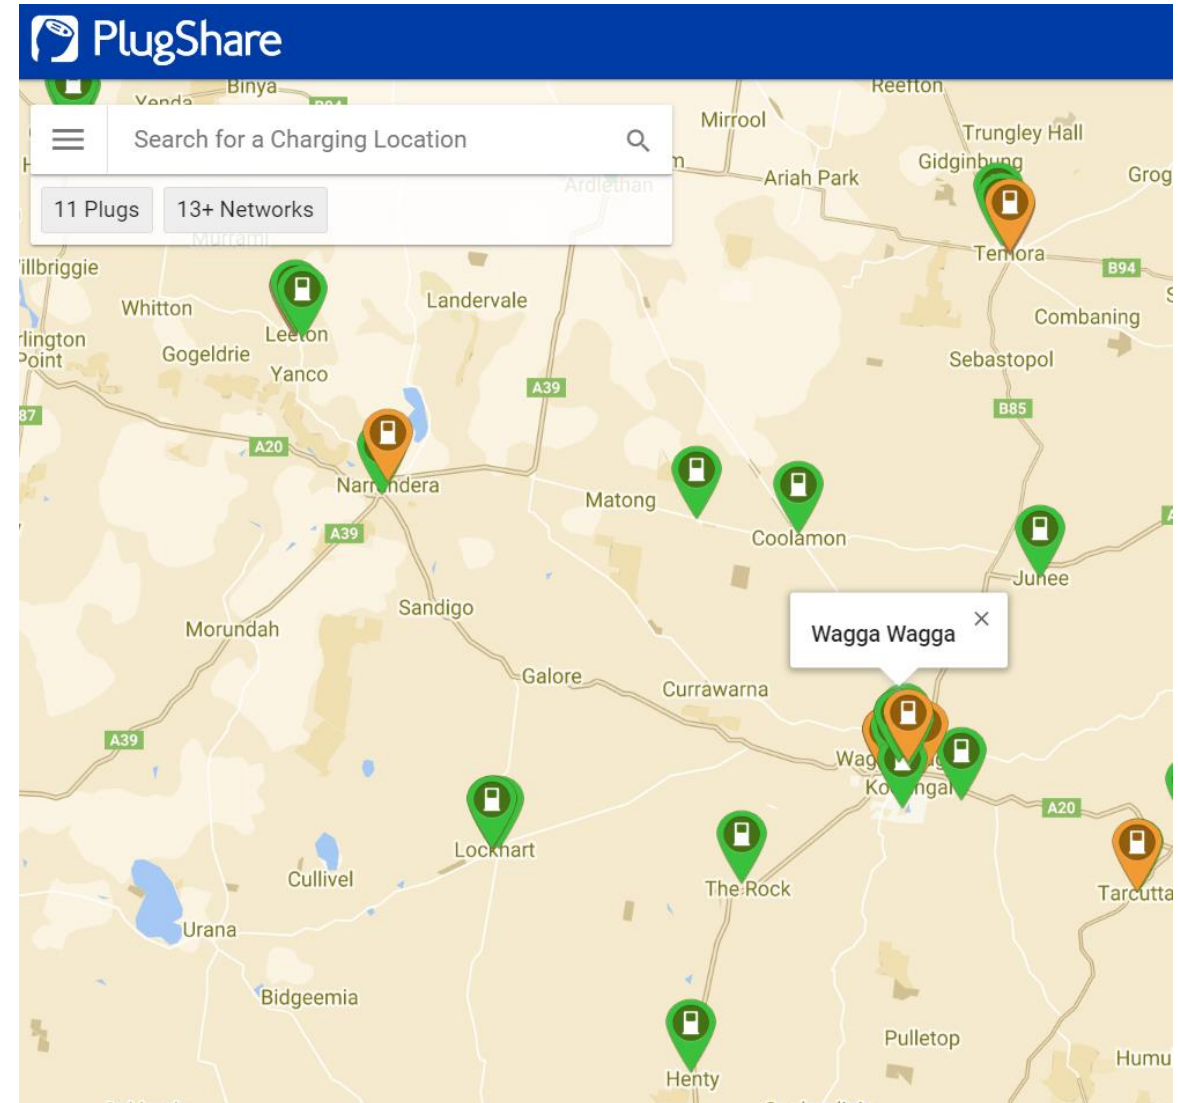 PlugShare
Binya
Reefton
Yenda
B94
Search for a Charging Location
Mirrool
Trungley Hall
Gidginbung
Ariah Park
Grog
Ardlethan
11 Plugs
13+ Networks
Murrami
Temora
B94
illbriggie
Whitton
Landervale
Combaning
Leeton
lington
Point
Gogeldrie
Yanco
Sebastopol
A39
B85
87
A20
Narrandera
Matong
A39
Coolamon
Junee
Sandigo
Morundah
Wagga Wagga
Galore
Currawarna
A39
A20
Lockhart
Cullivel
The Rock
Tarcutta
Urana
Bidgeemia
Pulletop
Humu
Henty